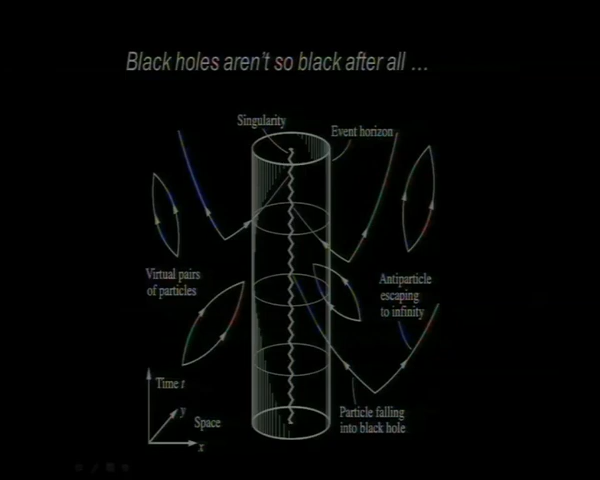 Black holes aren't so black after all ...
Singularity
Event horizon
Virtual pairs
of particles
Antiparticle
escaping
to infinity
Time t
y
Space
x
Particle falling
into black hole